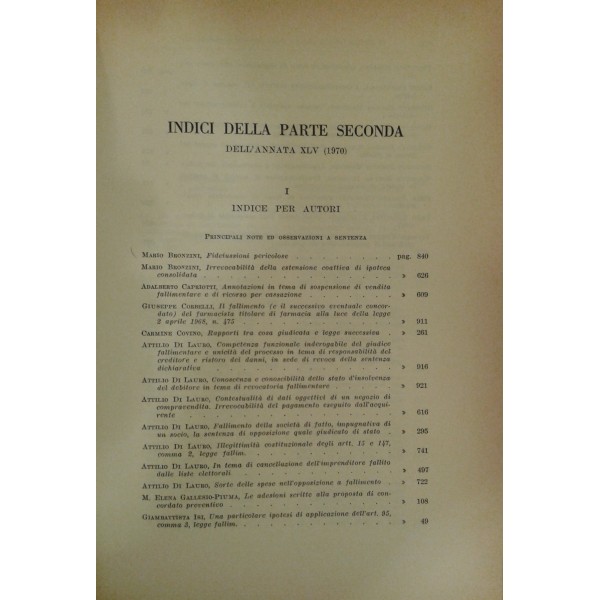 INDICI DELLA PARTE SECONDA
DELL'ANNATA XLV (1970)
I
INDICE PER AUTORI
PRINCIPALI NOTE ED OSSERVAZIONI A SENTENZA
MARIO BRONZINI, Fideiussioni pericolose . . . . . . . . pag. 840
MARIO BRONZINI, Irrevocabilità della estensione coattiva di ipoteca
consolidata . . . . . . . . . . . . . . » 626
ADALBERTO CAPRIOTTI, Annotazioni in tema di sospensione di vendita
fallimentare e di ricorso per cassazione . . . . . . » 609
GIUSEPPE CORBELLI, Il fallimento (e il successivo eventuale concor-
dato) del farmacista titolare di farmacia alla luce della legge
2 aprile 1968, n. 475 . . . . . . . . . . . » 911
CARMINE COVINO, Rapporti tra cosa giudicata e legge successiva . . » 261
ATTILIO DI LAURO, Competenza funzionale inderogabile del giudice
fallimentare e unicità del processo in tema di responsabilità del
creditore e ristoro dei danni, in sede di revoca della sentenza
dichiarativa . . . . . . . . . . . . . . » 916
ATTILIO DI LAURO, Conoscenza e conoscibilità dello stato d'insolvenza
del debitore in tema di revocatoria fallimentare . . . . » 921
ATTILIO DI LAURO, Contestualità di dati oggettivi di un negozio di
compravendita. Irrevocabilità del pagamento eseguito dall'acqui-
rente . . . . . . . . . . . . . . . . » 616
ATTILIO DI LAURO, Fallimento della società di fatto, impugnativa di
un socio, la sentenza di opposizione quale giudicato di stato . . » 295
ATTILIO DI LAURO, Illegittimità costituzionale degli artt. 15 e 147,
comma 2, legge fallim. . . . . . . . . . . . » 741
ATTILIO DI LAURO, In tema di cancellazione dell'imprenditore fallito
dalle liste elettorali . . . . . . . . . . . . » 497
ATTILIO DI LAURO, Sorte delle spese nell'opposizione a fallimento . . » 722
M. ELENA GALLESIO-PIUMA, Le adesioni scritte alla proposta di con-
cordato preventivo . . . . . . . . . . . . » 108
GIAMBATTISTA ISI, Una particolare ipotesi di applicazione dell'art. 95,
comma 3, legge fallim. . . . . . . . . . . . » 49